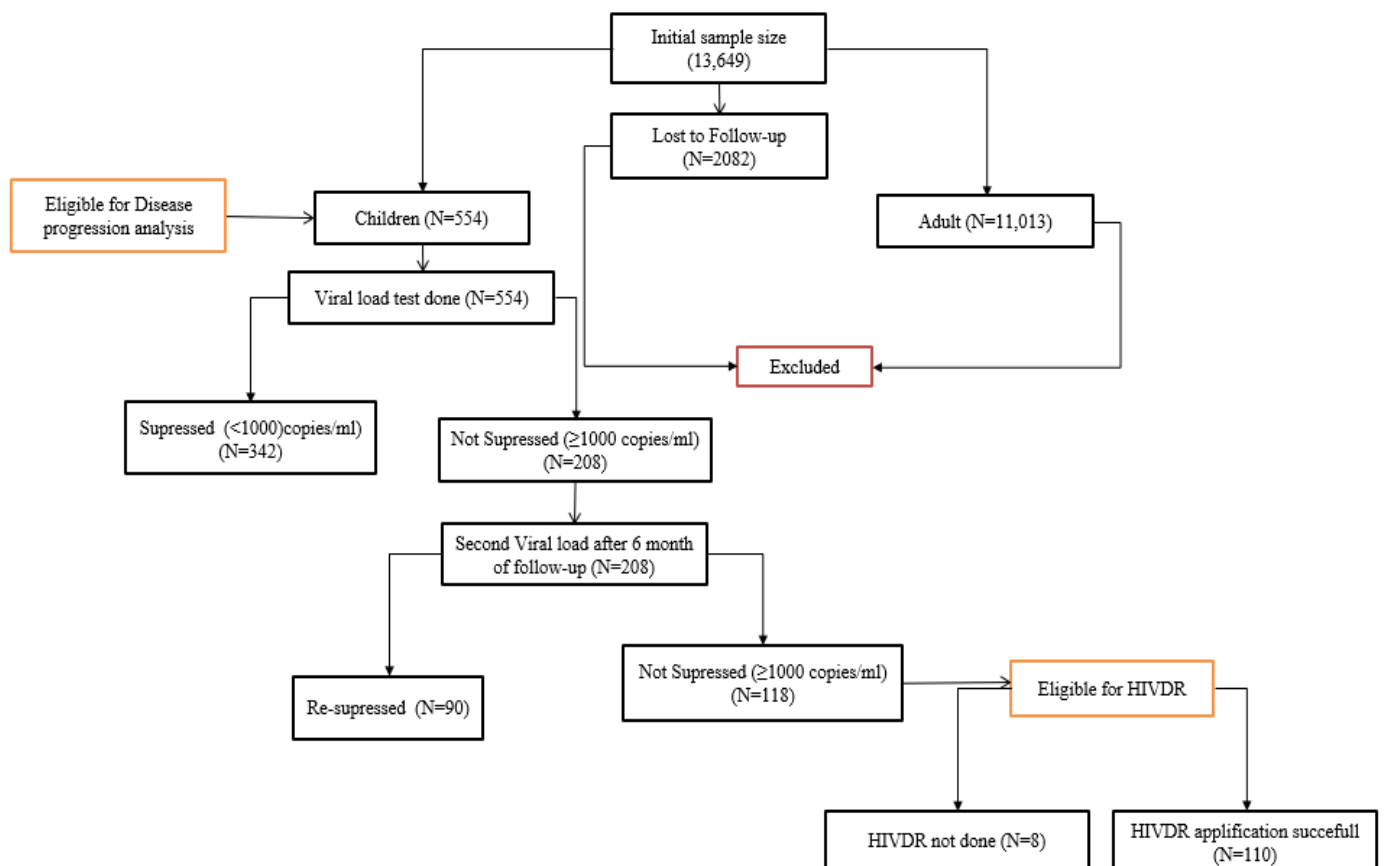 Initial sample size
(13,649)
Lost to Follow-up
(N=2082)
Eligible for Disease
progression analysis
Children (N=554)
Adult (N=11,013)
Viral load test done (N=554)
Excluded
Supressed (<1000)copies/ml)
(N=342)
Not Supressed (≥1000 copies/ml)
(N=208)
Second Viral load after 6 month
of follow-up (N=208)
Re-supressed (N=90)
Not Supressed (≥1000 copies/ml)
(N=118)
Eligible for HIVDR
HIVDR not done (N=8)
HIVDR applification succefull
(N=110)